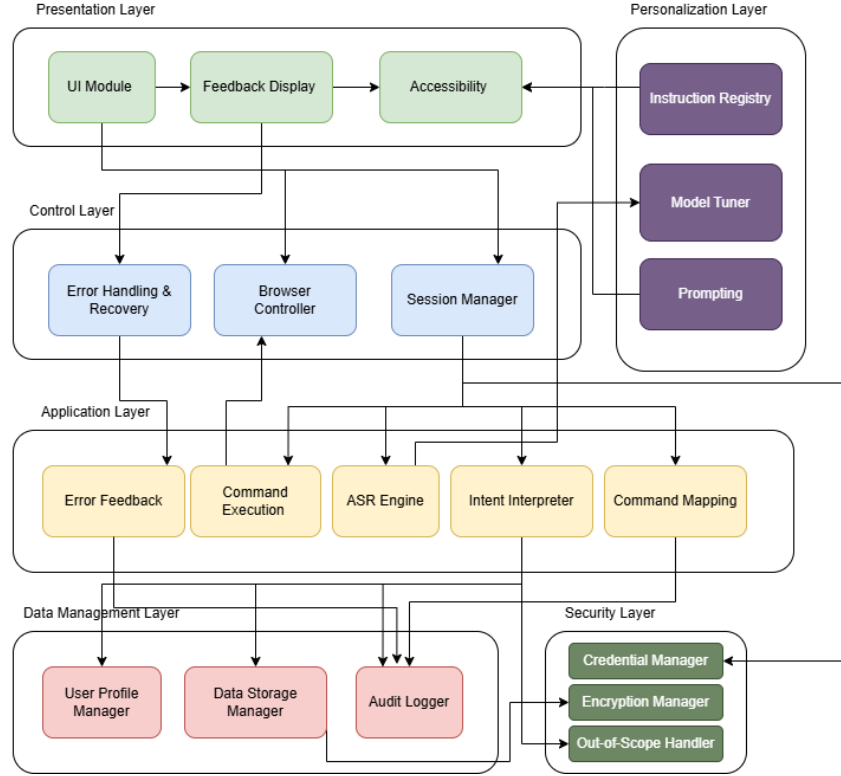 Presentation Layer
Personalization Layer
UI Module
Feedback Display
Accessibility
Instruction Registry
Model Tuner
Control Layer
Error Handling &
Recovery
Browser
Controller
Session Manager
Prompting
Application Layer
Error Feedback
Command
Execution
ASR Engine
Intent Interpreter
Command Mapping
Data Management Layer
Security Layer
User Profile
Manager
Data Storage
Manager
Audit Logger
Credential Manager
Encryption Manager
Out-of-Scope Handler